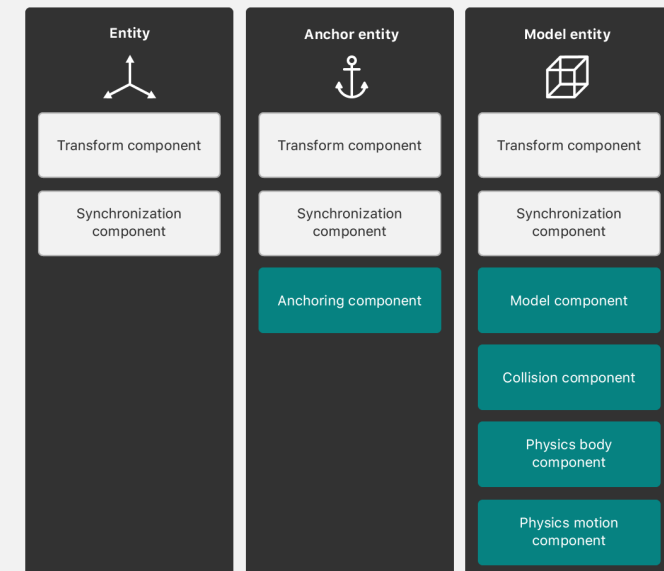 Entity
Transform component
Synchronization
component
Anchor entity
Transform component
Synchronization
component
Anchoring component
Model entity
Transform component
Synchronization
component
Model component
Collision component
Physics body
component
Physics motion
component